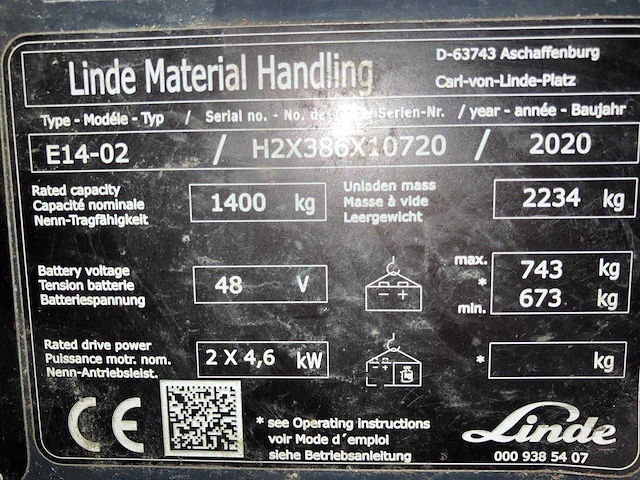 Linde Material Handling
D-63743 Aschaffenburg
Carl-von-Linde-Platz
Type - Modéle - Typ / Serial no. - No. de Serien-Nr. / year - année - Baujahr
E14-02 / H2X386X10720 / 2020
Rated capacity
Capacité nominale
Nenn-Tragfähigkeit
1400 kg
Unladen mass
Masse à vide
Leergewicht
2234 kg
Battery voltage
Tension batterie
Batteriespannung
48 V
- +
max. 743 kg
*
min. 673 kg
Rated drive power
Puissance motr. nom.
Nenn-Antriebsleist.
2 X 4,6 kW
- +
* kg
CE
* see Operating instructions
voir Mode d´emploi
siehe Betriebsanleitung
Linde
000 938 54 07